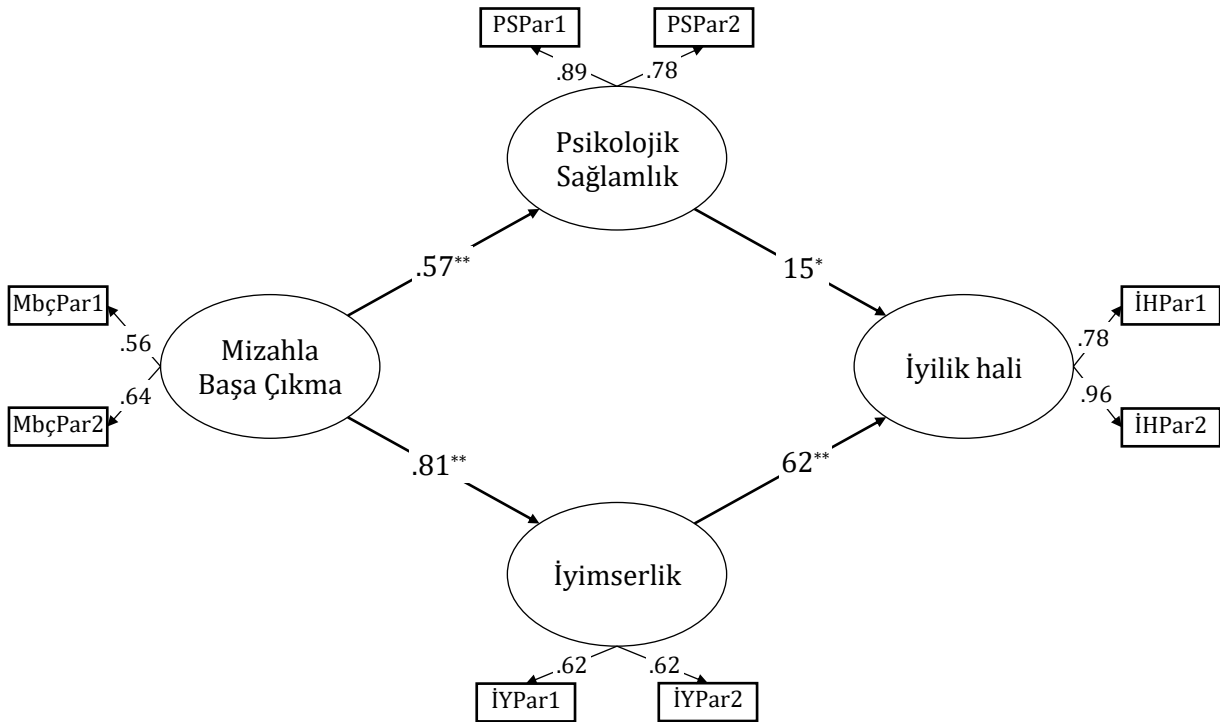 PSPar1
PSPar2
.89
.78
Psikolojik
Sağlamlık
.57**
15*
MbçPar1
.56
Mizahla
Başa Çıkma
.64
MbçPar2
İyilik hali
İHPar1
.78
.96
İHPar2
.81**
62**
İyimserlik
.62
.62
İYPar1
İYPar2